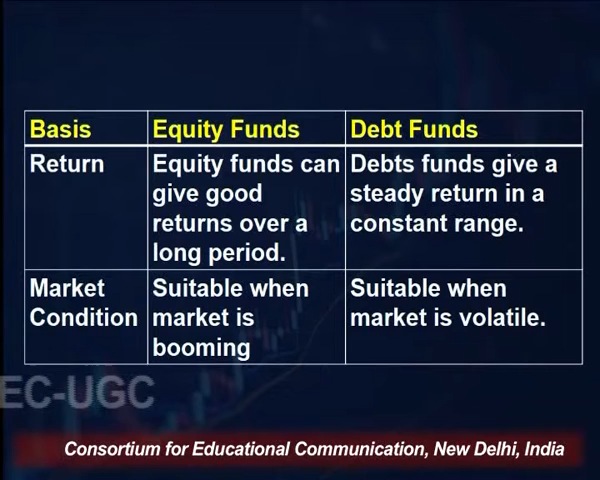 Basis Equity Funds Debt Funds
Return Equity funds can Debts funds give a
give good steady return in a
returns over a constant range.
long period.
Market Suitable when Suitable when
Condition market is market is volatile.
booming
EC-UGC
Consortium for Educational Communication, New Delhi, India